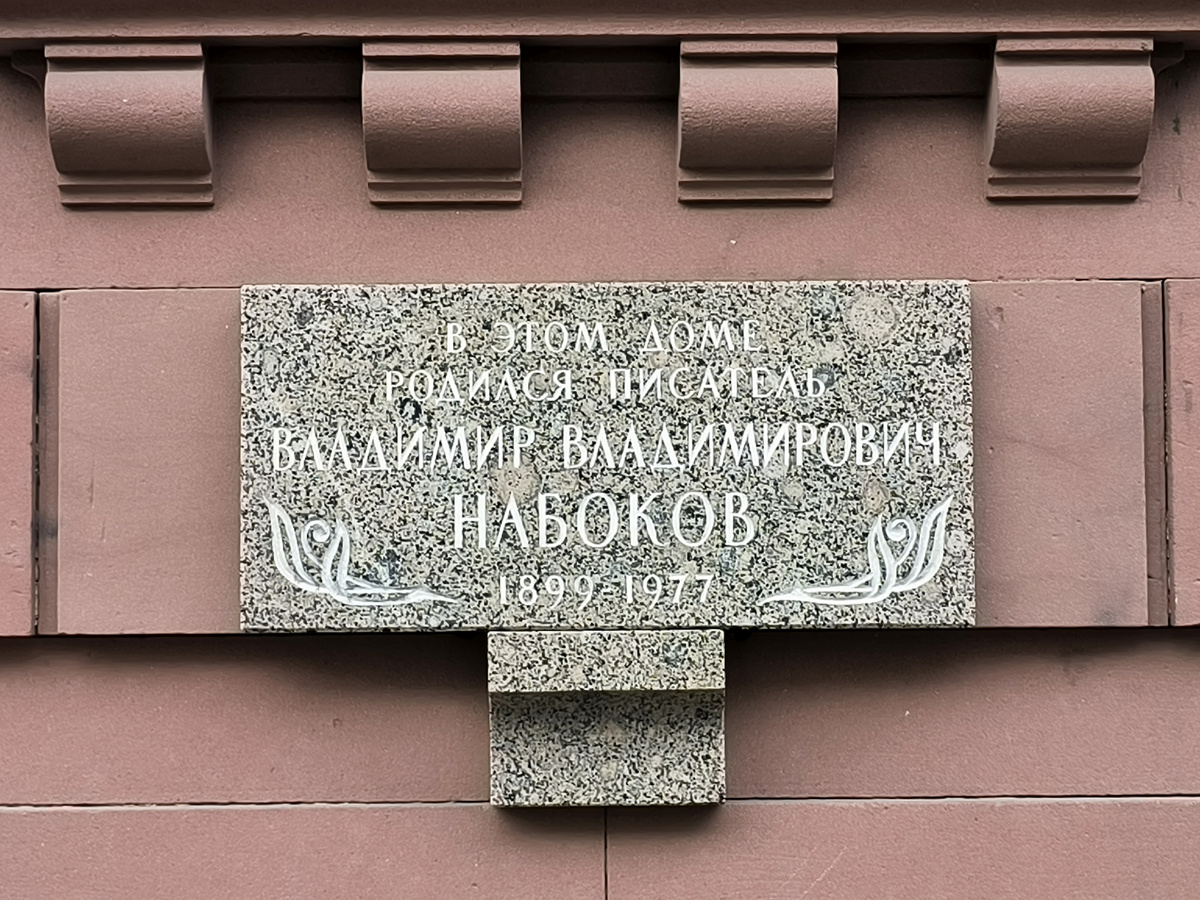 В ЭТОМ ДОМЕ
РОДИЛСЯ ПИСАТЕЛЬ
ВЛАДИМИР ВЛАДИМИРОВИЧ
НАБОКОВ
1899-1977